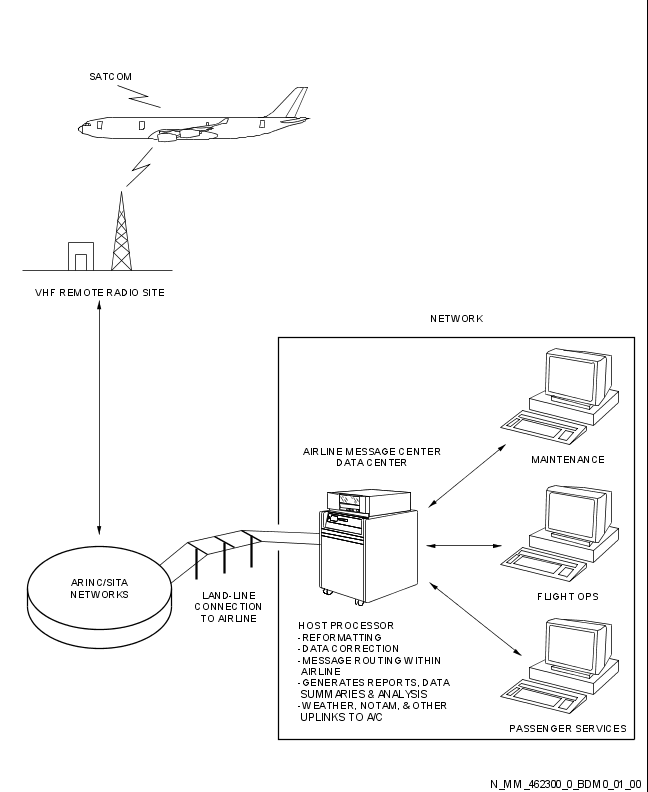 SATCOM
VHF REMOTE RADIO SITE
NETWORK
AIRLINE MESSAGE CENTER
DATA CENTER
MAINTENANCE
ARINC/SITA
NETWORKS
LAND-LINE
CONNECTION
TO AIRLINE
FLIGHT OPS
HOST PROCESSOR
-REFORMATTING
-DATA CORRECTION
-MESSAGE ROUTING WITHIN
AIRLINE
-GENERATES REPORTS, DATA
SUMMARIES & ANALYSIS
-WEATHER, NOTAM, & OTHER
UPLINKS TO A/C
PASSENGER SERVICES
N_MM_462300_0_BDM0_01_00